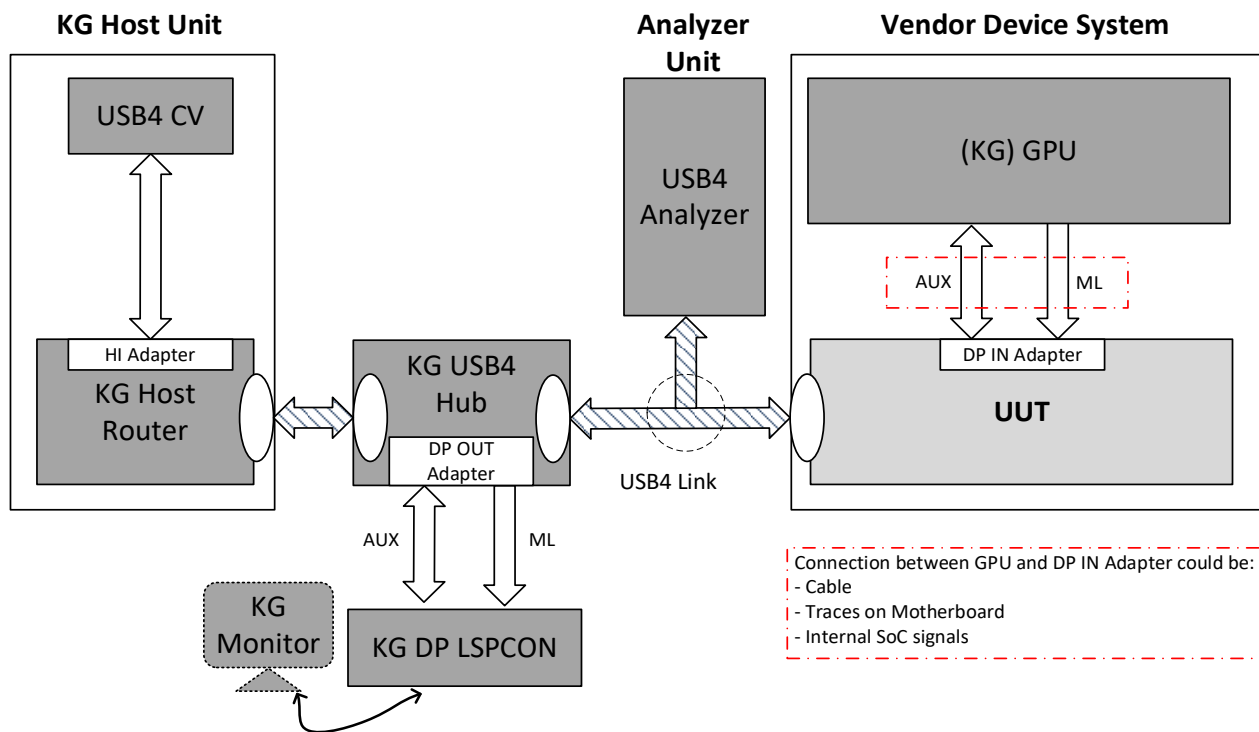 KG Host Unit
USB4 CV
HI Adapter
KG Host
Router
KG USB4
Hub
DP OUT
Adapter
AUX
ML
KG
Monitor
KG DP LSPCON
Analyzer
Unit
USB4
Analyzer
USB4 Link
Vendor Device System
(KG) GPU
AUX
ML
DP IN Adapter
UUT
Connection between GPU and DP IN Adapter could be:
- Cable
- Traces on Motherboard
- Internal SoC signals